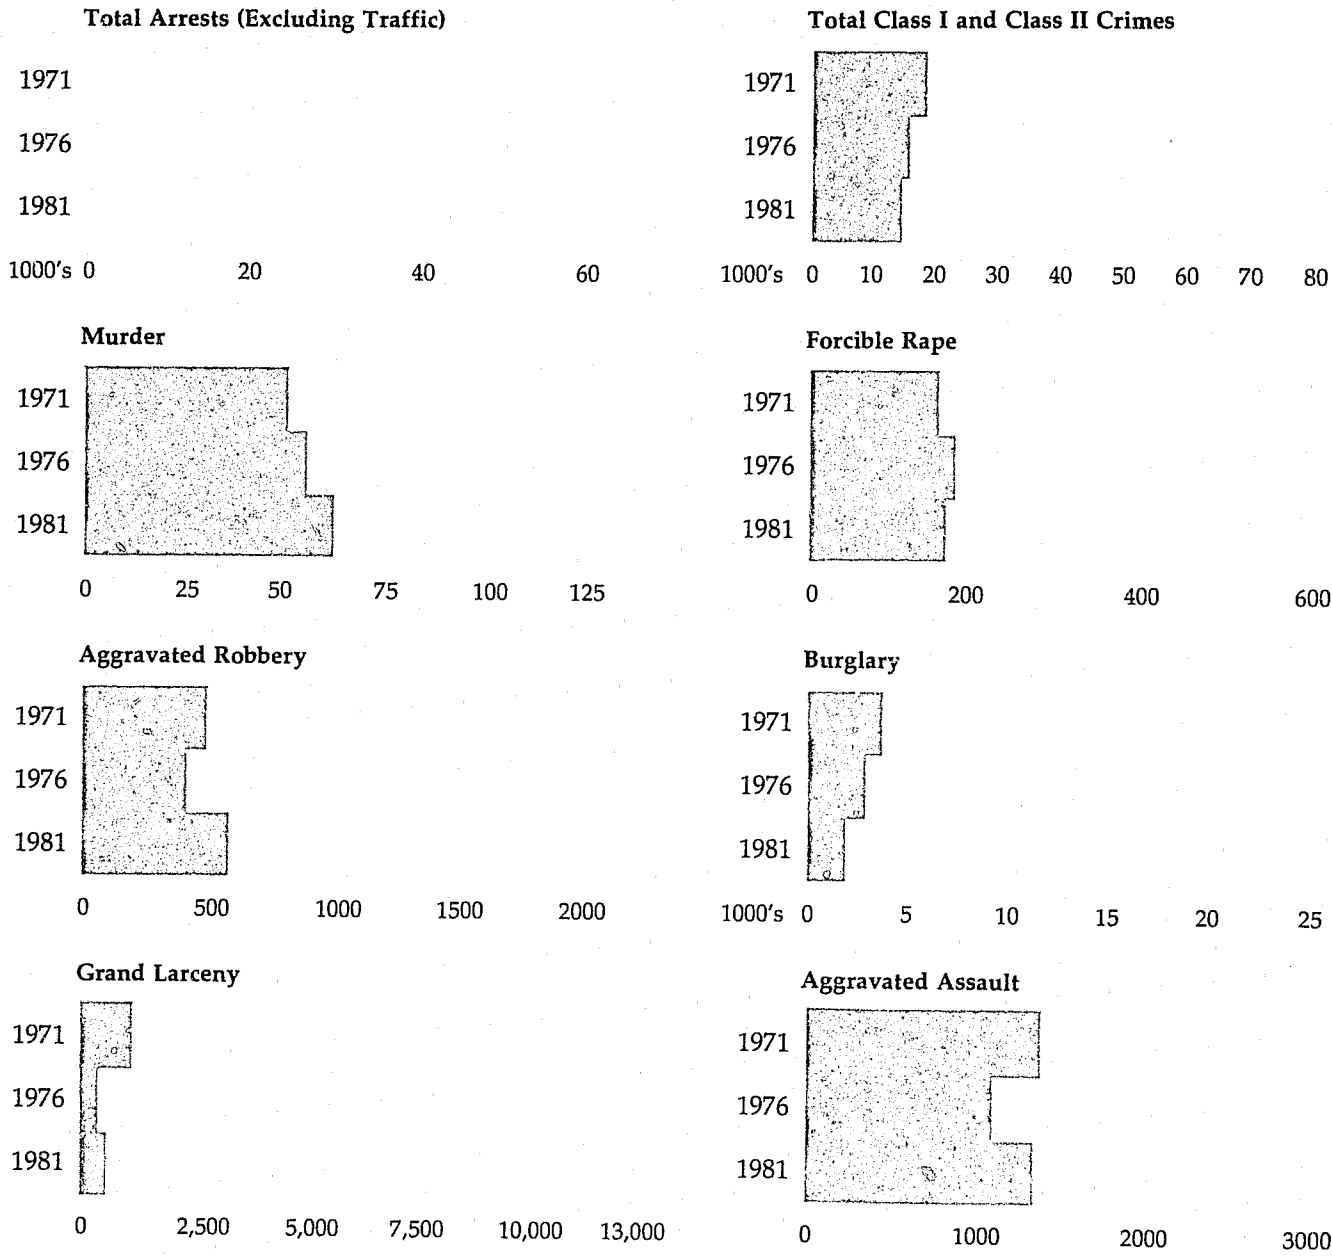 Total Arrests (Excluding Traffic)
1971
1976
1981
1000's 0 20 40 60
Total Class I and Class II Crimes
1971
1976
1981
1000's 0 10 20 30 40 50 60 70 80
Murder
1971
1976
1981
0 25 50 75 100 125
Forcible Rape
1971
1976
1981
0 200 400 600
Aggravated Robbery
1971
1976
1981
0 500 1000 1500 2000
Burglary
1971
1976
1981
1000's 0 5 10 15 20 25
Grand Larceny
1971
1976
1981
0 2,500 5,000 7,500 10,000 13,000
Aggravated Assault
1971
1976
1981
0 1000 2000 3000